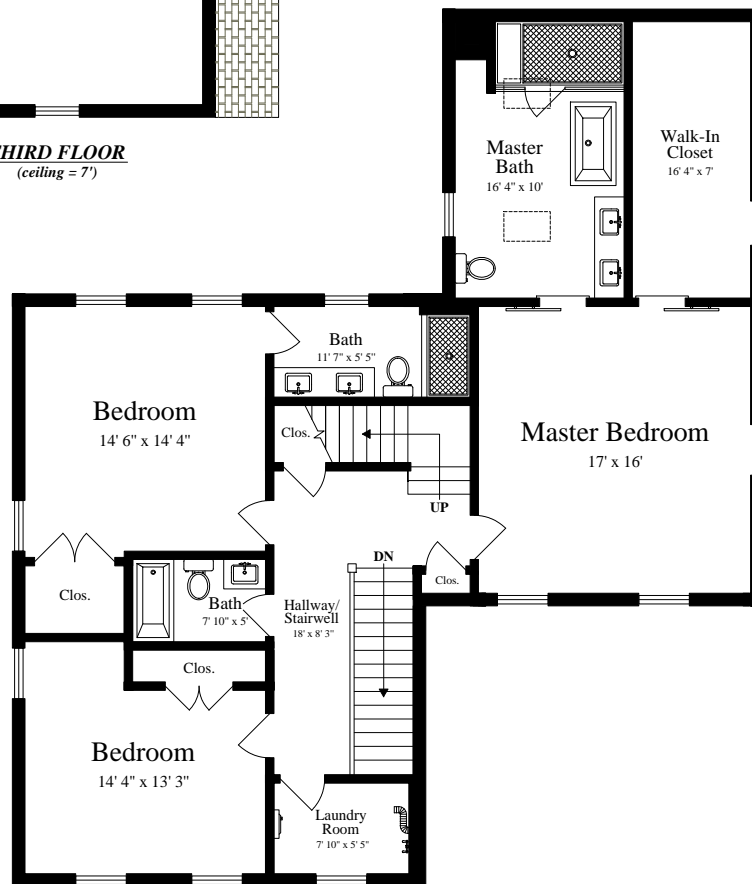 HIRD FLOOR
(ceiling = 7')
Master
Bath
16' 4" x 10'
Walk-In
Closet
16' 4" x 7'
Bath
11' 7" x 5' 5"
Bedroom
14' 6" x 14' 4"
Clos.
Master Bedroom
17' x 16'
UP
DN
Clos.
Clos.
Bath
7' 10" x 5'
Hallway/
Stairwell
18' x 8' 3"
Clos.
Bedroom
14' 4" x 13' 3"
Laundry
Room
7' 10" x 5' 5"